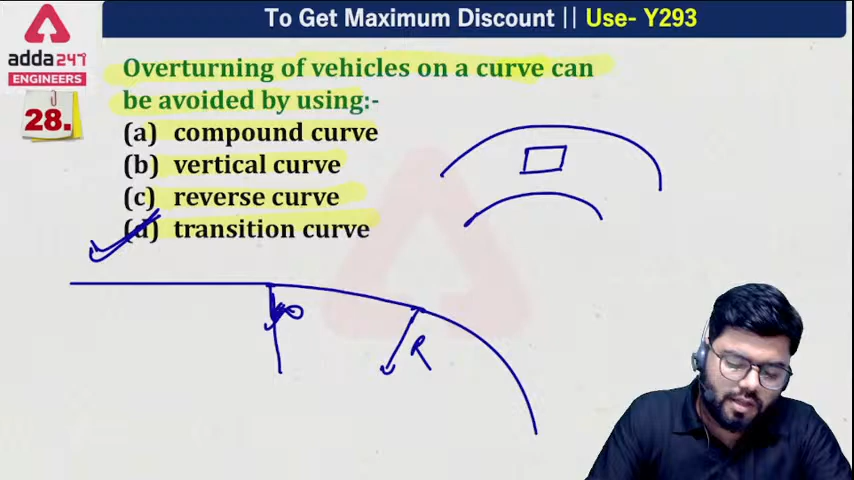 To Get Maximum Discount || Use- Y293
adda247
ENGINEERS
28.
Overturning of vehicles on a curve can
be avoided by using:-
(a) compound curve
(b) vertical curve
(c) reverse curve
(d) transition curve
R